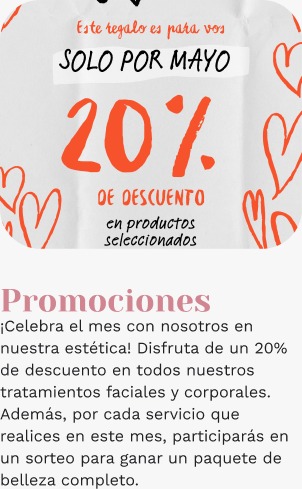 Este regalo es para vos
SOLO POR MAYO
20%
DE DESCUENTO
en productos
seleccionados
Promociones
¡Celebra el mes con nosotros en
nuestra estética! Disfruta de un 20%
de descuento en todos nuestros
tratamientos faciales y corporales.
Además, por cada servicio que
realices en este mes, participarás en
un sorteo para ganar un paquete de
belleza completo.